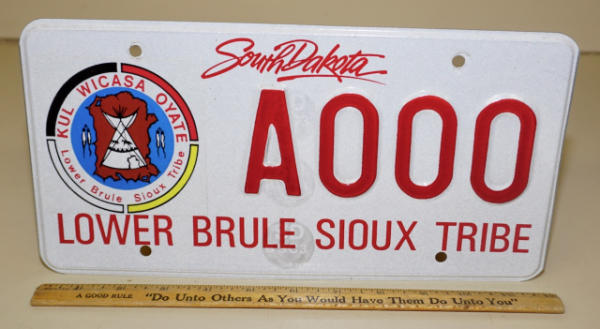 South Dakota
KUL WICASA OYATE
Lower Brule Sioux Tribe
A000
LOWER BRULE SIOUX TRIBE
A GOOD RULE "Do Unto Others As You Would Have Them Do Unto You"